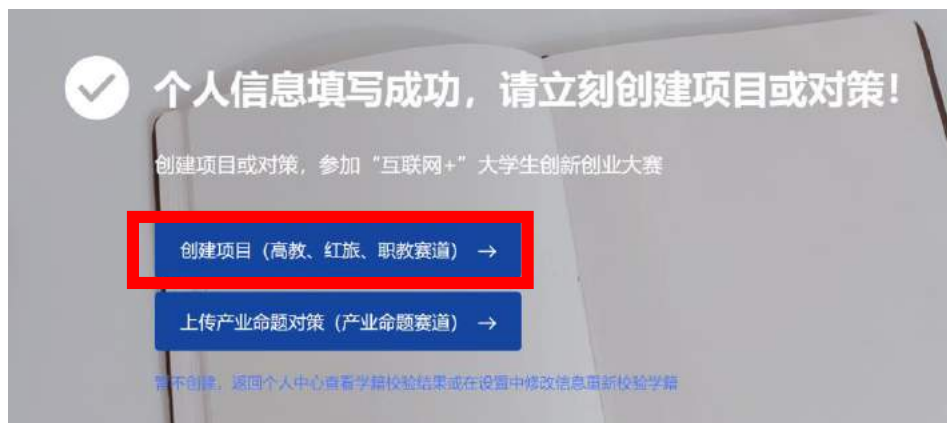 个人信息填写成功，请立刻创建项目或对策！
创建项目或对策，参加“互联网+”大学生创新创业大赛
创建项目（高教、红旅、职教赛道） →
上传产业命题对策（产业命题赛道） →
暂不创建，返回个人中心查看学籍校验结果或在设置中修改信息重新校验学籍